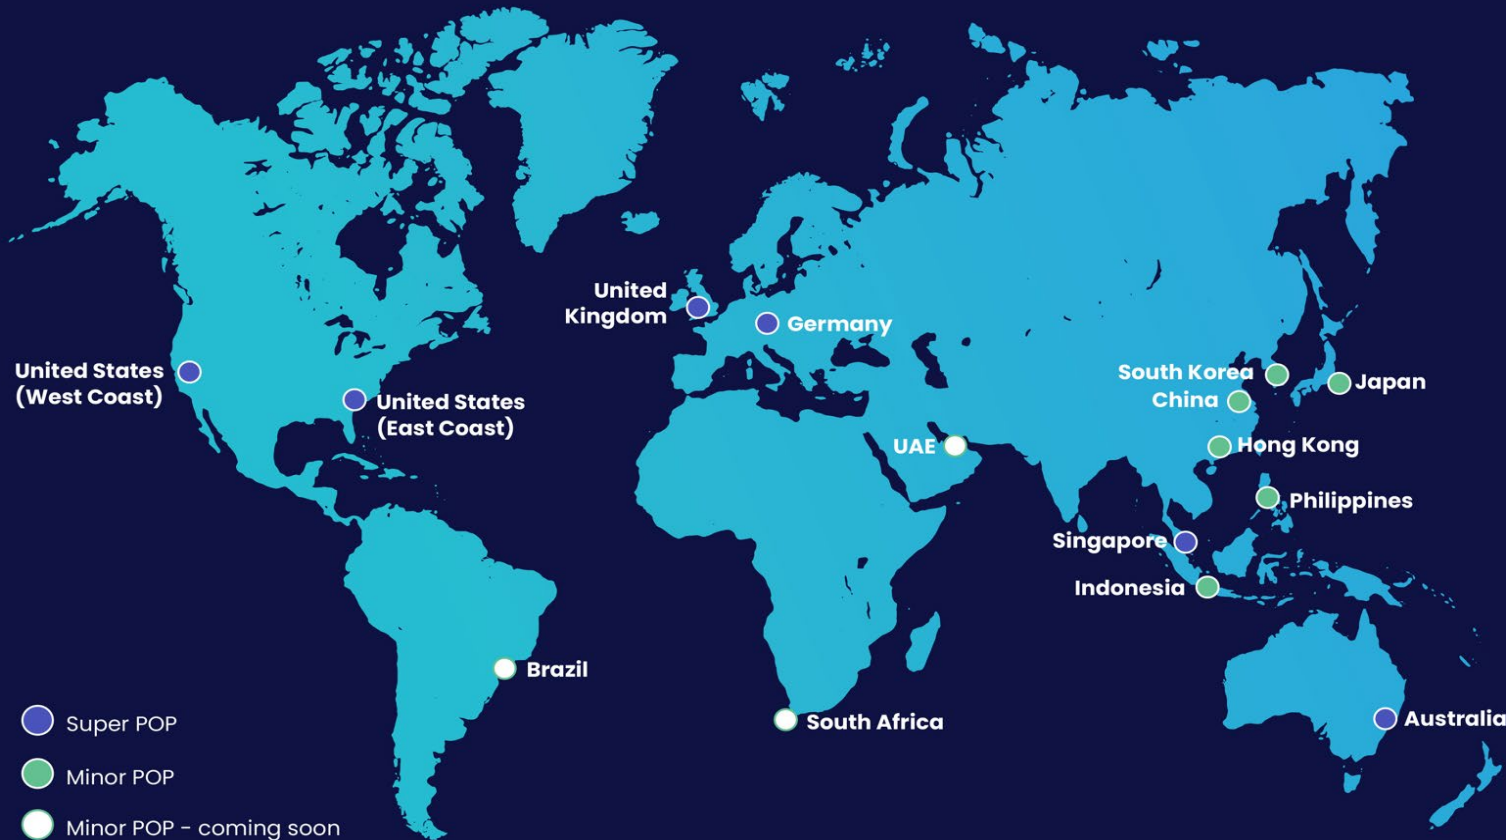 United
Kingdom
Germany
United States
(West Coast)
United States
(East Coast)
South Korea
Japan
China
UAE
Hong Kong
Philippines
Singapore
Indonesia
Brazil
South Africa
Australia
Super POP
Minor POP
Minor POP - coming soon